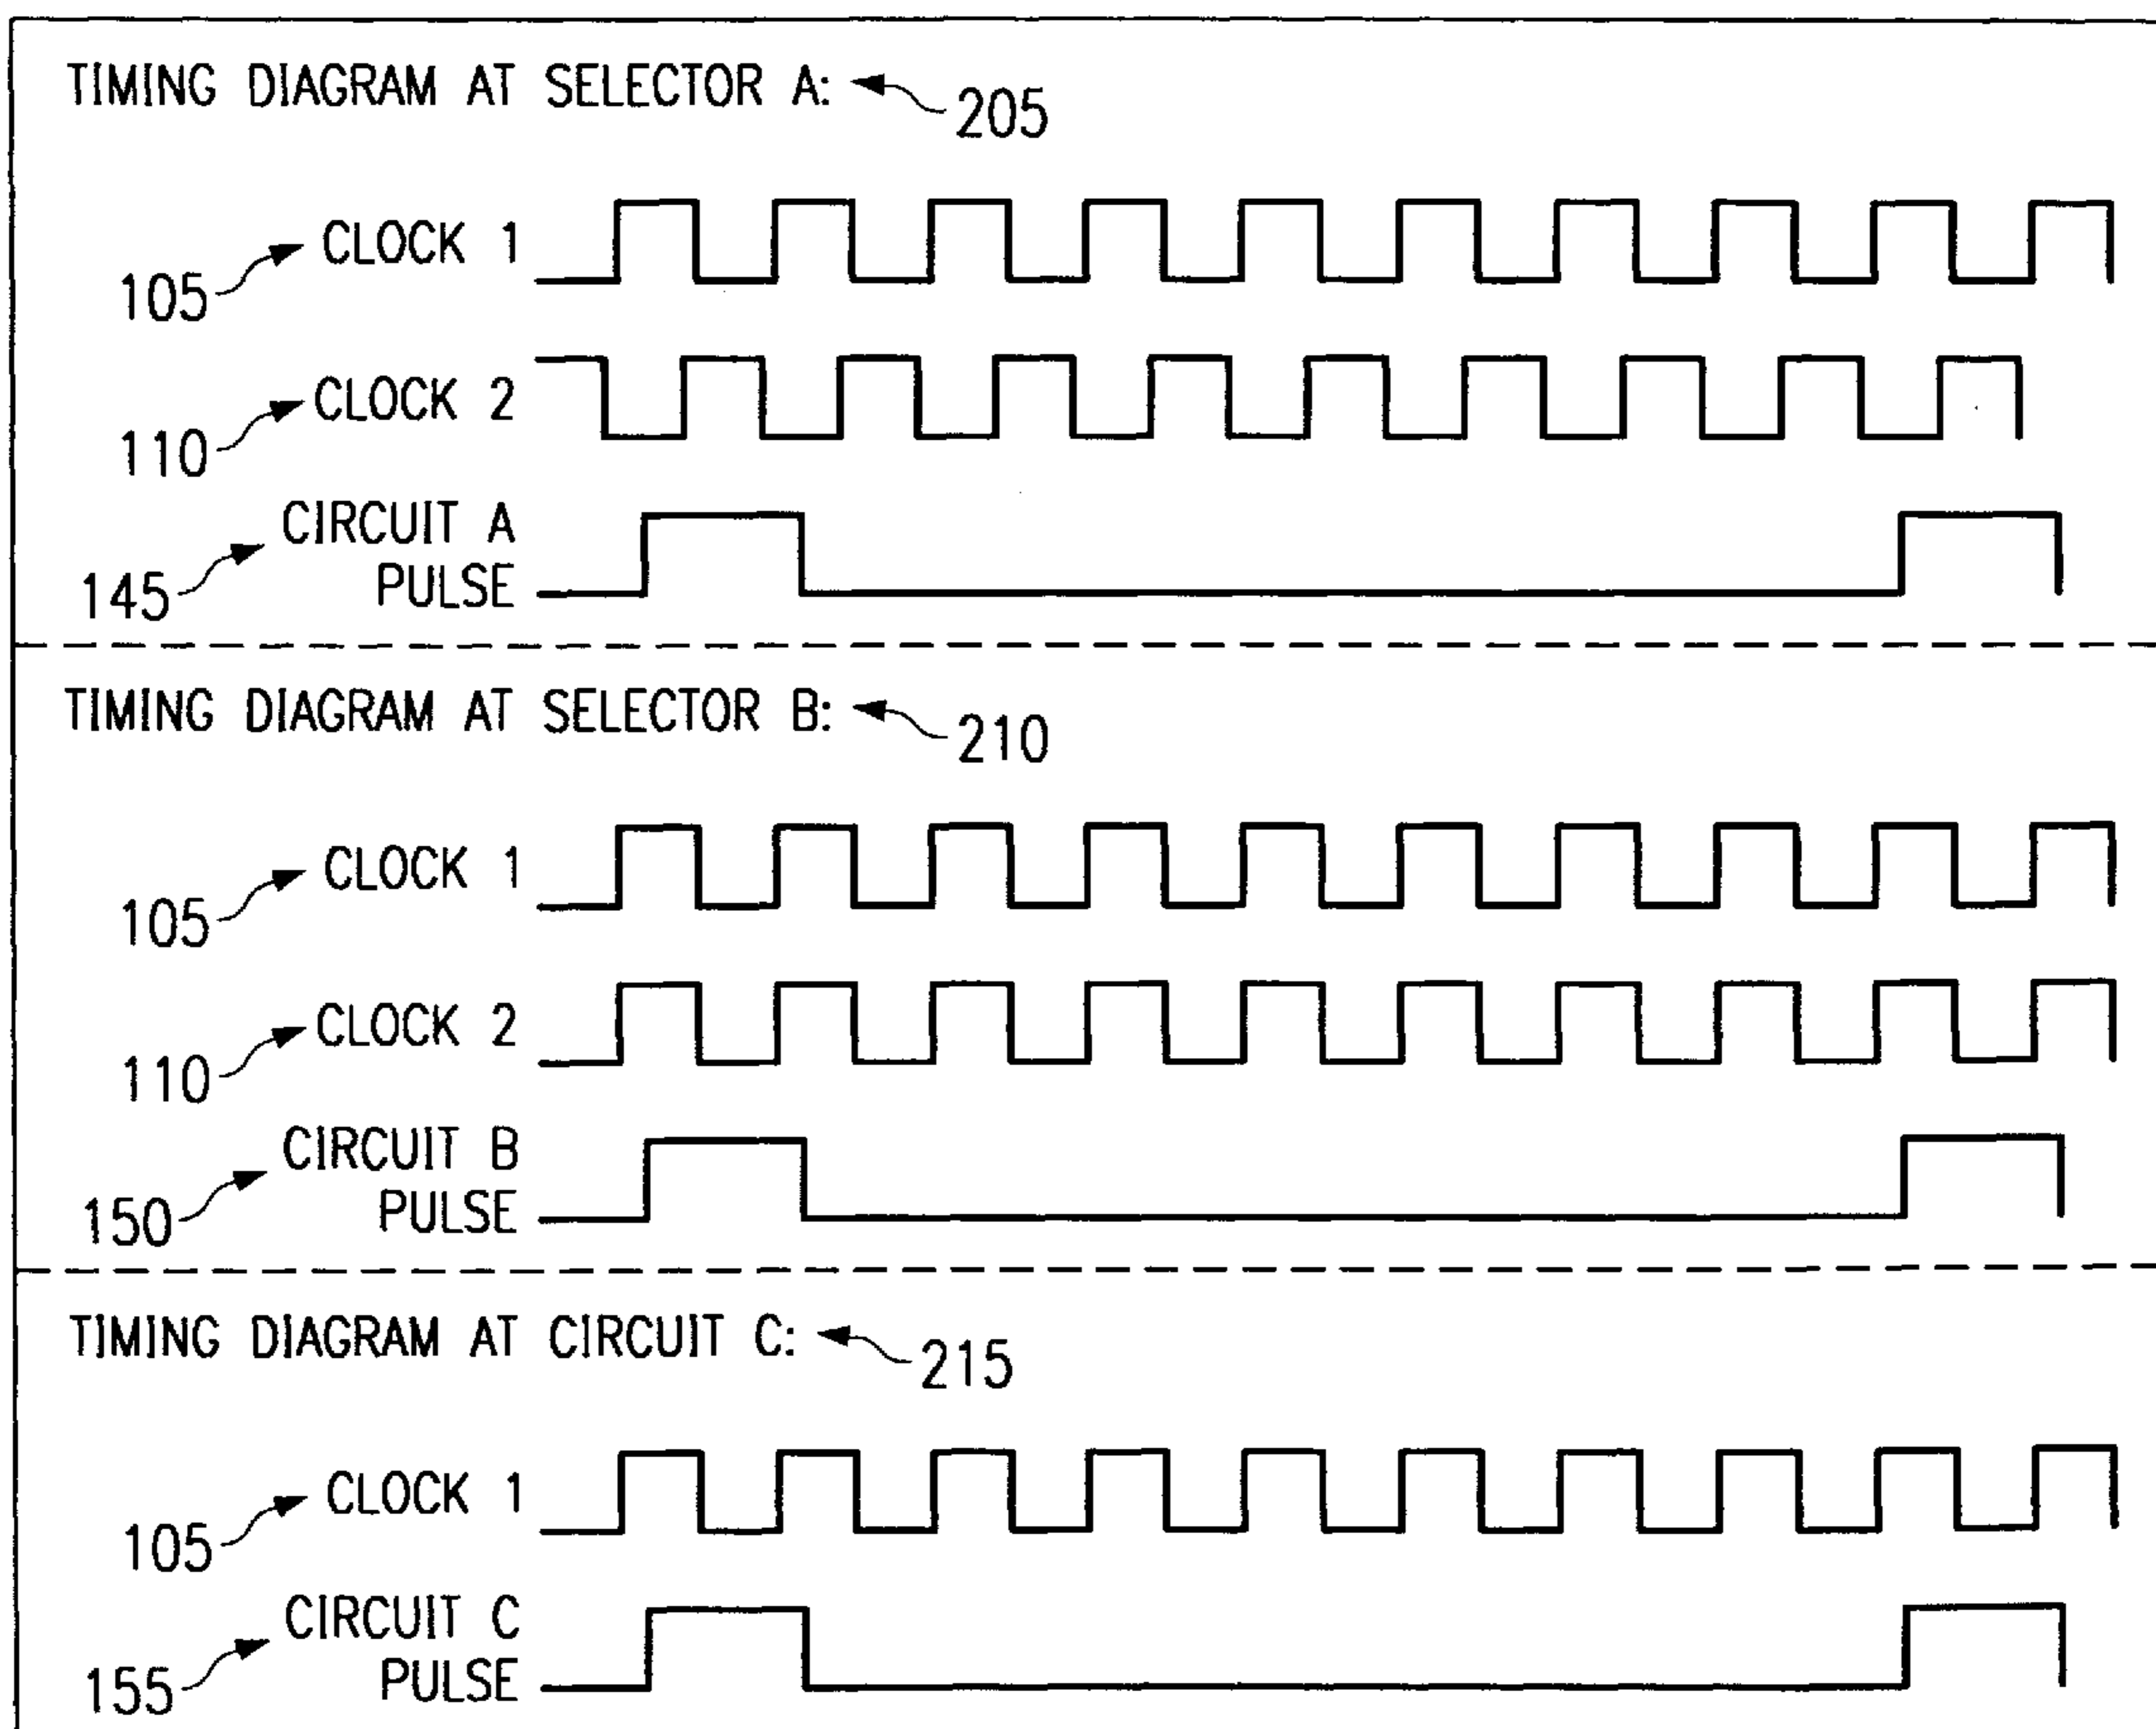 TIMING DIAGRAM AT SELECTOR A:
205
CLOCK 1
105
CLOCK 2
110
CIRCUIT A
PULSE
145
TIMING DIAGRAM AT SELECTOR B:
210
CLOCK 1
105
CLOCK 2
110
CIRCUIT B
PULSE
150
TIMING DIAGRAM AT CIRCUIT C:
215
CLOCK 1
105
CIRCUIT C
PULSE
155